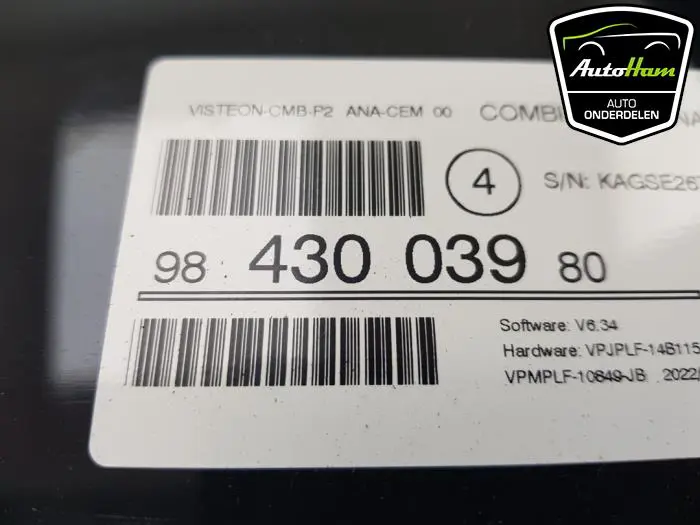 AutoHam
AUTO
ONDERDELEN
VISTEON-CMB-P2 ANA-CEM 00
4
S/N:
98 430 039 80
Software: V6.34
Hardware: VPJPLF-14B115
VPMPLF-10849-JB 2022/